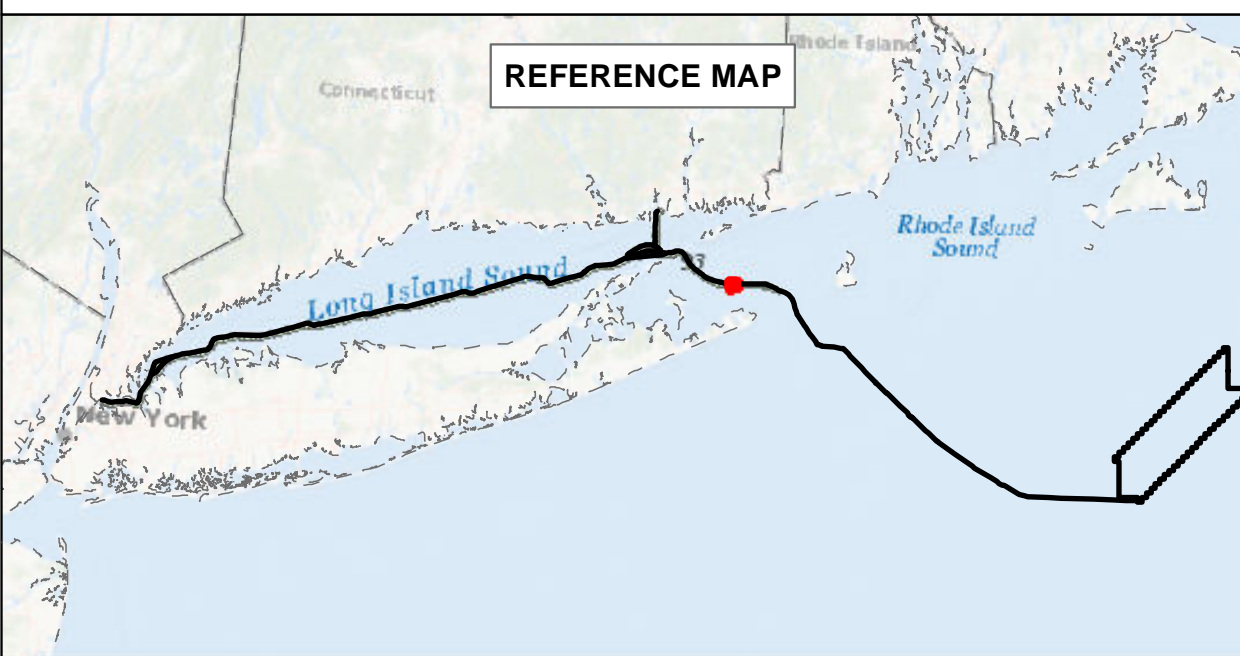 Rhode Island
REFERENCE MAP
Connecticut
Rhode Island
Sound
Long Island Sound
New York